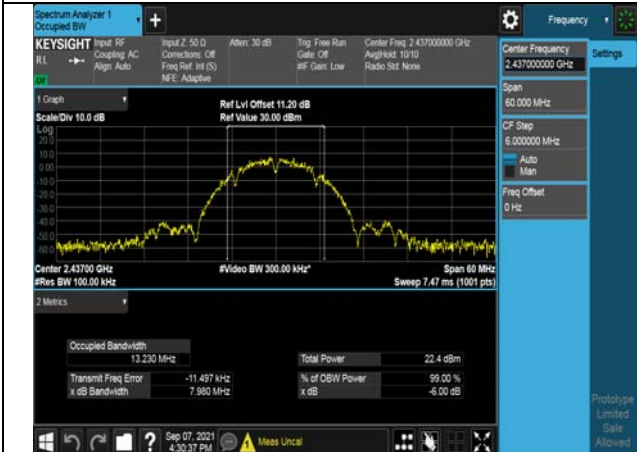 Spectrum Analyzer 1
Occupied BW
Frequency
KEYSIGHT
RL
Input: RF
Coupling: AC
Align: Auto
Input Z: 50 Ω
Corrections: Off
Freq Ref: Int (S)
NFE: Adaptive
Atten: 30 dB
Trig: Free Run
Gate: Off
#IF Gain: Low
Center Freq: 2.437000000 GHz
Avg|Hold: 10/10
Radio Std: None
Center Frequency
2.437000000 GHz
Settings
Span
60.000 MHz
CF Step
6.000000 MHz
Auto
Man
Freq Offset
0 Hz
1 Graph
Scale/Div 10.0 dB
Ref Lvl Offset 11.20 dB
Ref Value 30.00 dBm
Log
20.0
10.0
0.00
-10.0
-20.0
-30.0
-40.0
-50.0
-60.0
Center 2.43700 GHz
#Video BW 300.00 kHz*
Span 60 MHz
#Res BW 100.00 kHz
Sweep 7.47 ms (1001 pts)
2 Metrics
Occupied Bandwidth
13.230 MHz
Total Power 22.4 dBm
Transmit Freq Error -11.497 kHz
% of OBW Power 99.00 %
x dB Bandwidth 7.980 MHz
x dB -6.00 dB
Prototype
Limited
Sale
Allowed
Sep 07, 2021
4:30:37 PM
Meas Uncal